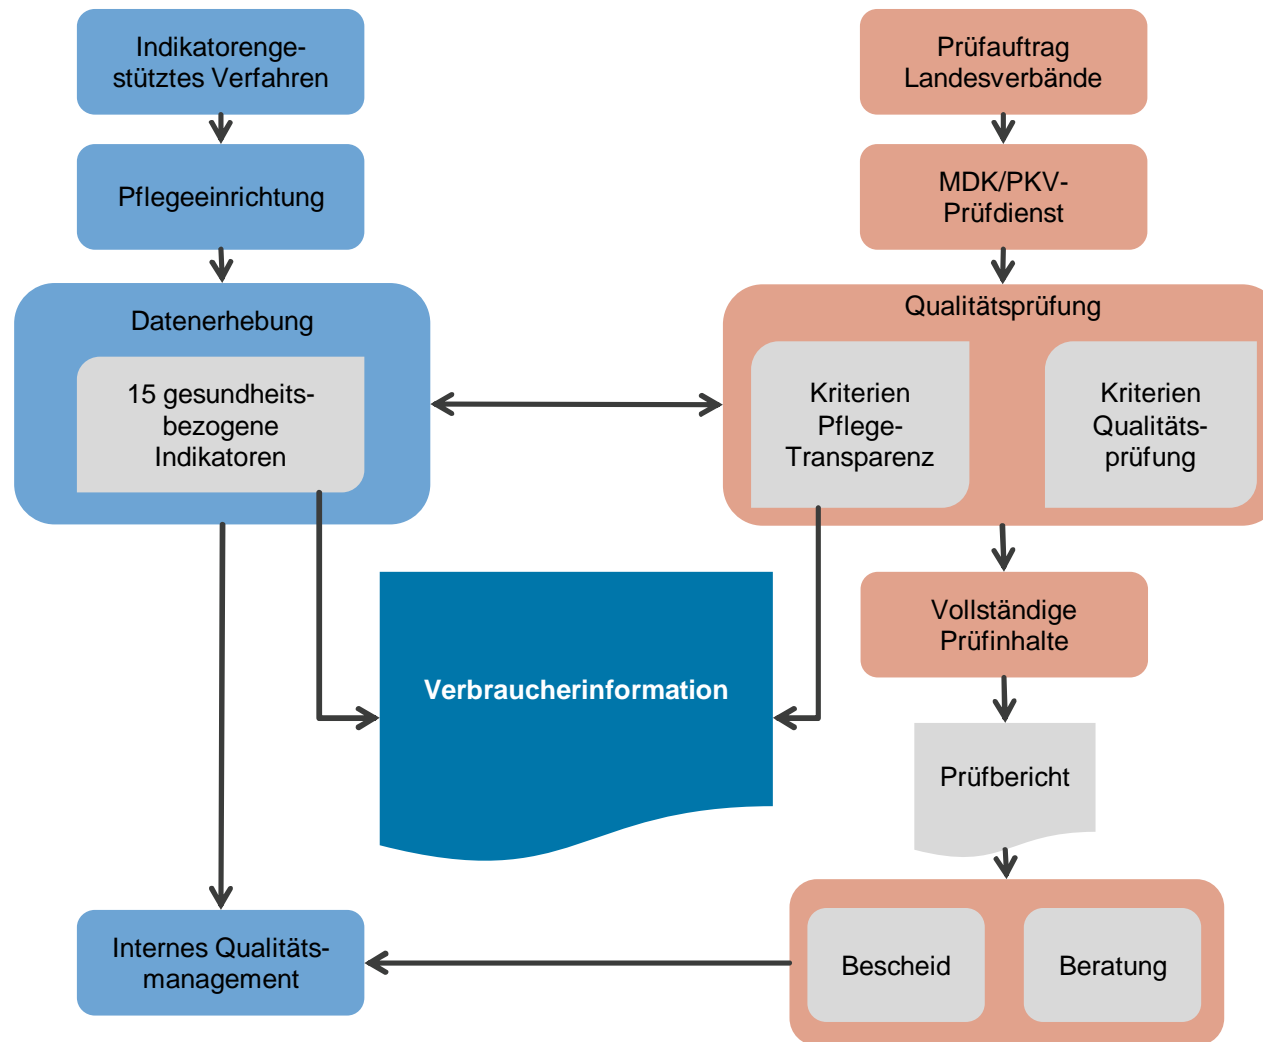 Indikatorenge-
stütztes Verfahren
Pflegeeinrichtung
Datenerhebung
15 gesundheits-
bezogene
Indikatoren
Prüfauftrag
Landesverbände
MDK/PKV-
Prüfdienst
Qualitätsprüfung
Kriterien
Pflege-
Transparenz
Kriterien
Qualitäts-
prüfung
Verbraucherinformation
Vollständige
Prüfinhalte
Prüfbericht
Internes Qualitäts-
management
Bescheid
Beratung